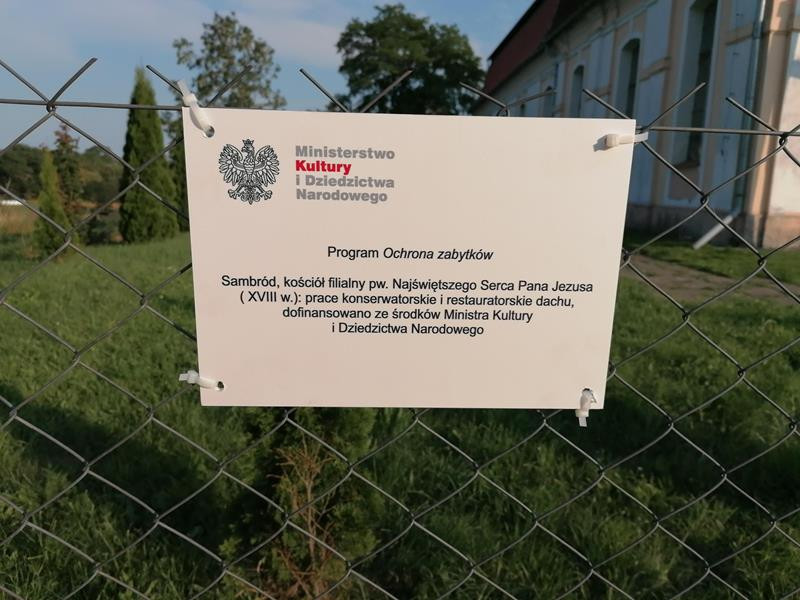 Ministerstwo
Kultury
i Dziedzictwa
Narodowego
Program Ochrona zabytków
Sambród, kościół filialny pw. Najświętszego Serca Pana Jezusa
( XVIII w.): prace konserwatorskie i restauratorskie dachu,
dofinansowano ze środków Ministra Kultury
i Dziedzictwa Narodowego